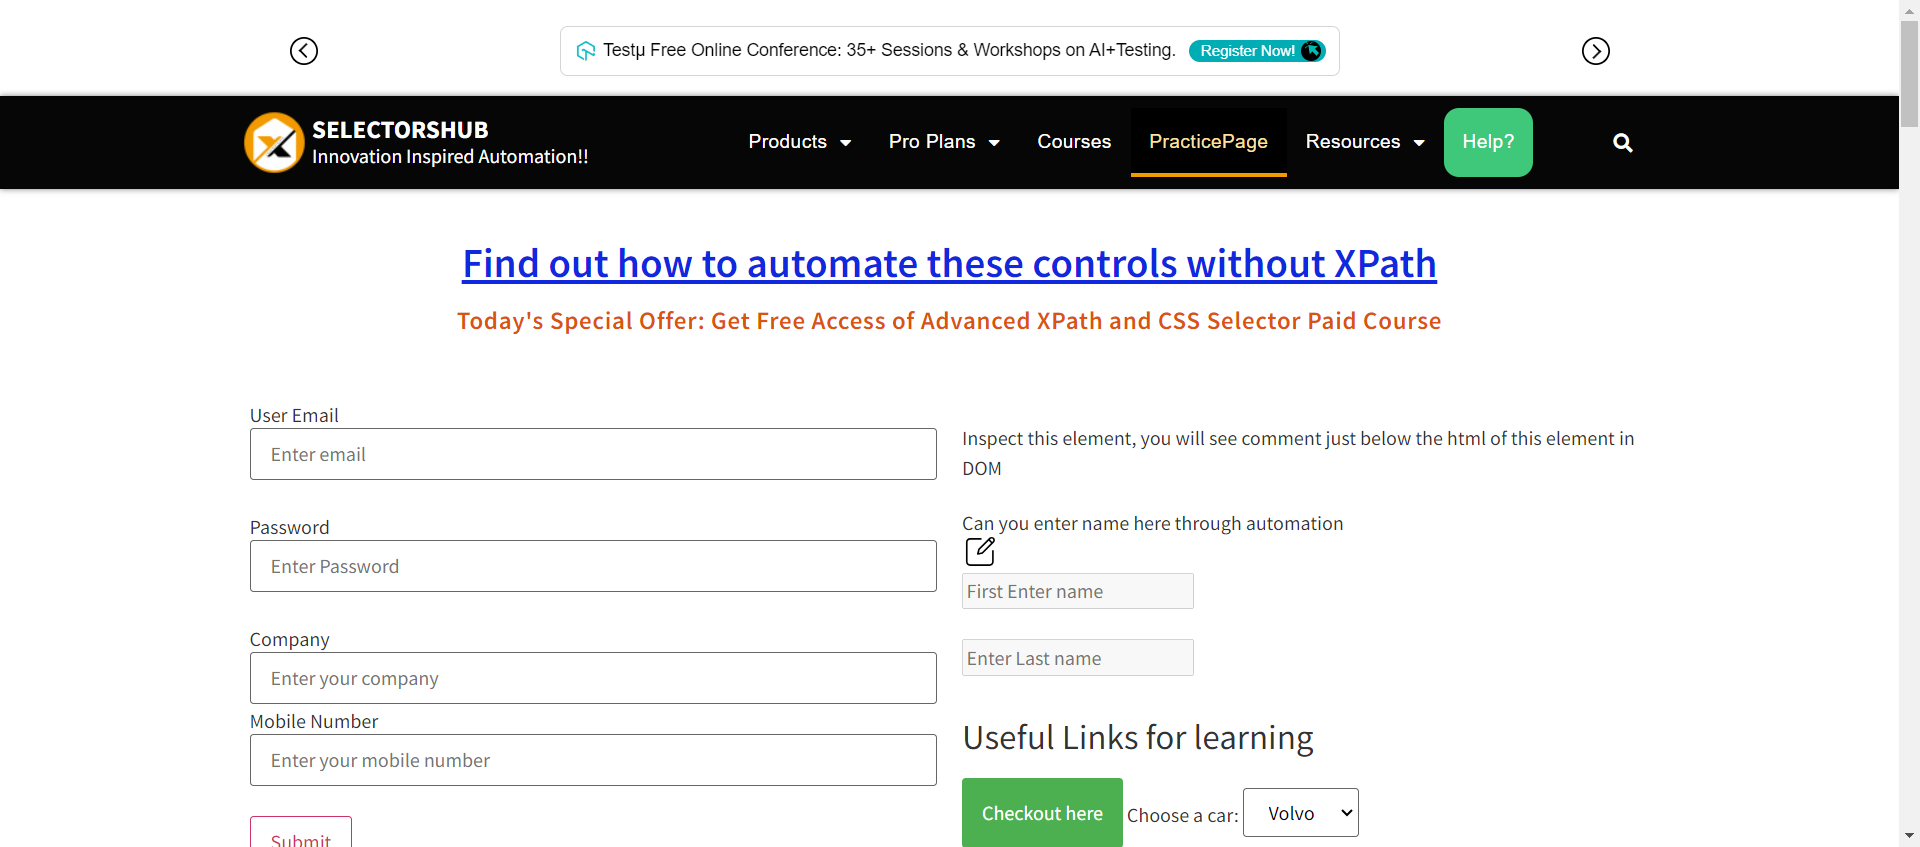 Testμ Free Online Conference: 35+ Sessions & Workshops on AI+Testing. Register Now!
SELECTORSHUB
Innovation Inspired Automation!!
Products Pro Plans Courses PracticePage Resources Help?
Find out how to automate these controls without XPath
Today's Special Offer: Get Free Access of Advanced XPath and CSS Selector Paid Course
User Email
Enter email
Password
Enter Password
Company
Enter your company
Mobile Number
Enter your mobile number
Submit
Inspect this element, you will see comment just below the html of this element in
DOM
Can you enter name here through automation
First Enter name
Enter Last name
Useful Links for learning
Checkout here Choose a car: Volvo